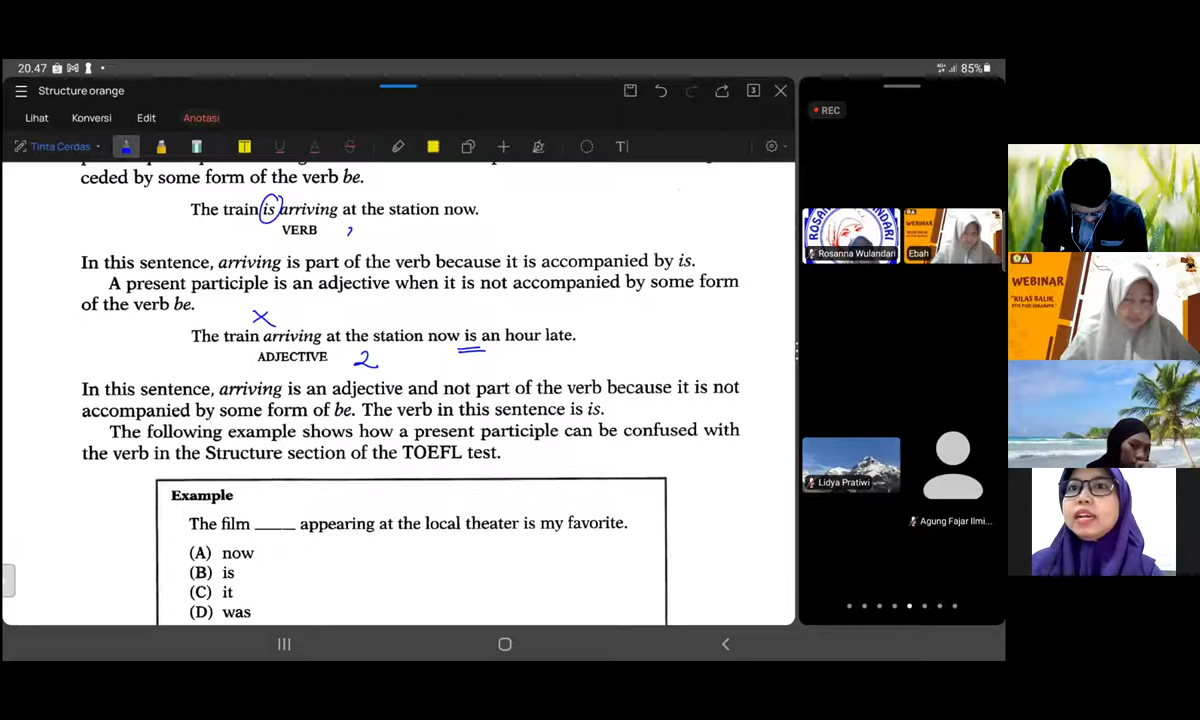 20.47
85%
Structure orange
3
Lihat
Konversi
Edit
Anotasi
Tinta Cerdas
T
ceded by some form of the verb be.
The train is arriving at the station now.
VERB
In this sentence, arriving is part of the verb because it is accompanied by is.
A present participle is an adjective when it is not accompanied by some form
of the verb be.
X
The train arriving at the station now is an hour late.
ADJECTIVE
2
In this sentence, arriving is an adjective and not part of the verb because it is not
accompanied by some form of be. The verb in this sentence is is.
The following example shows how a present participle can be confused with
the verb in the Structure section of the TOEFL test.
Example
The film _____ appearing at the local theater is my favorite.
(A) now
(B) is
(C) it
(D) was
REC
Rosanna Wulandari
WEBINAR
Ebah
Lidya Pratiwi
Agung Fajar Ilmi...
WEBINAR
"KILAS BALIK